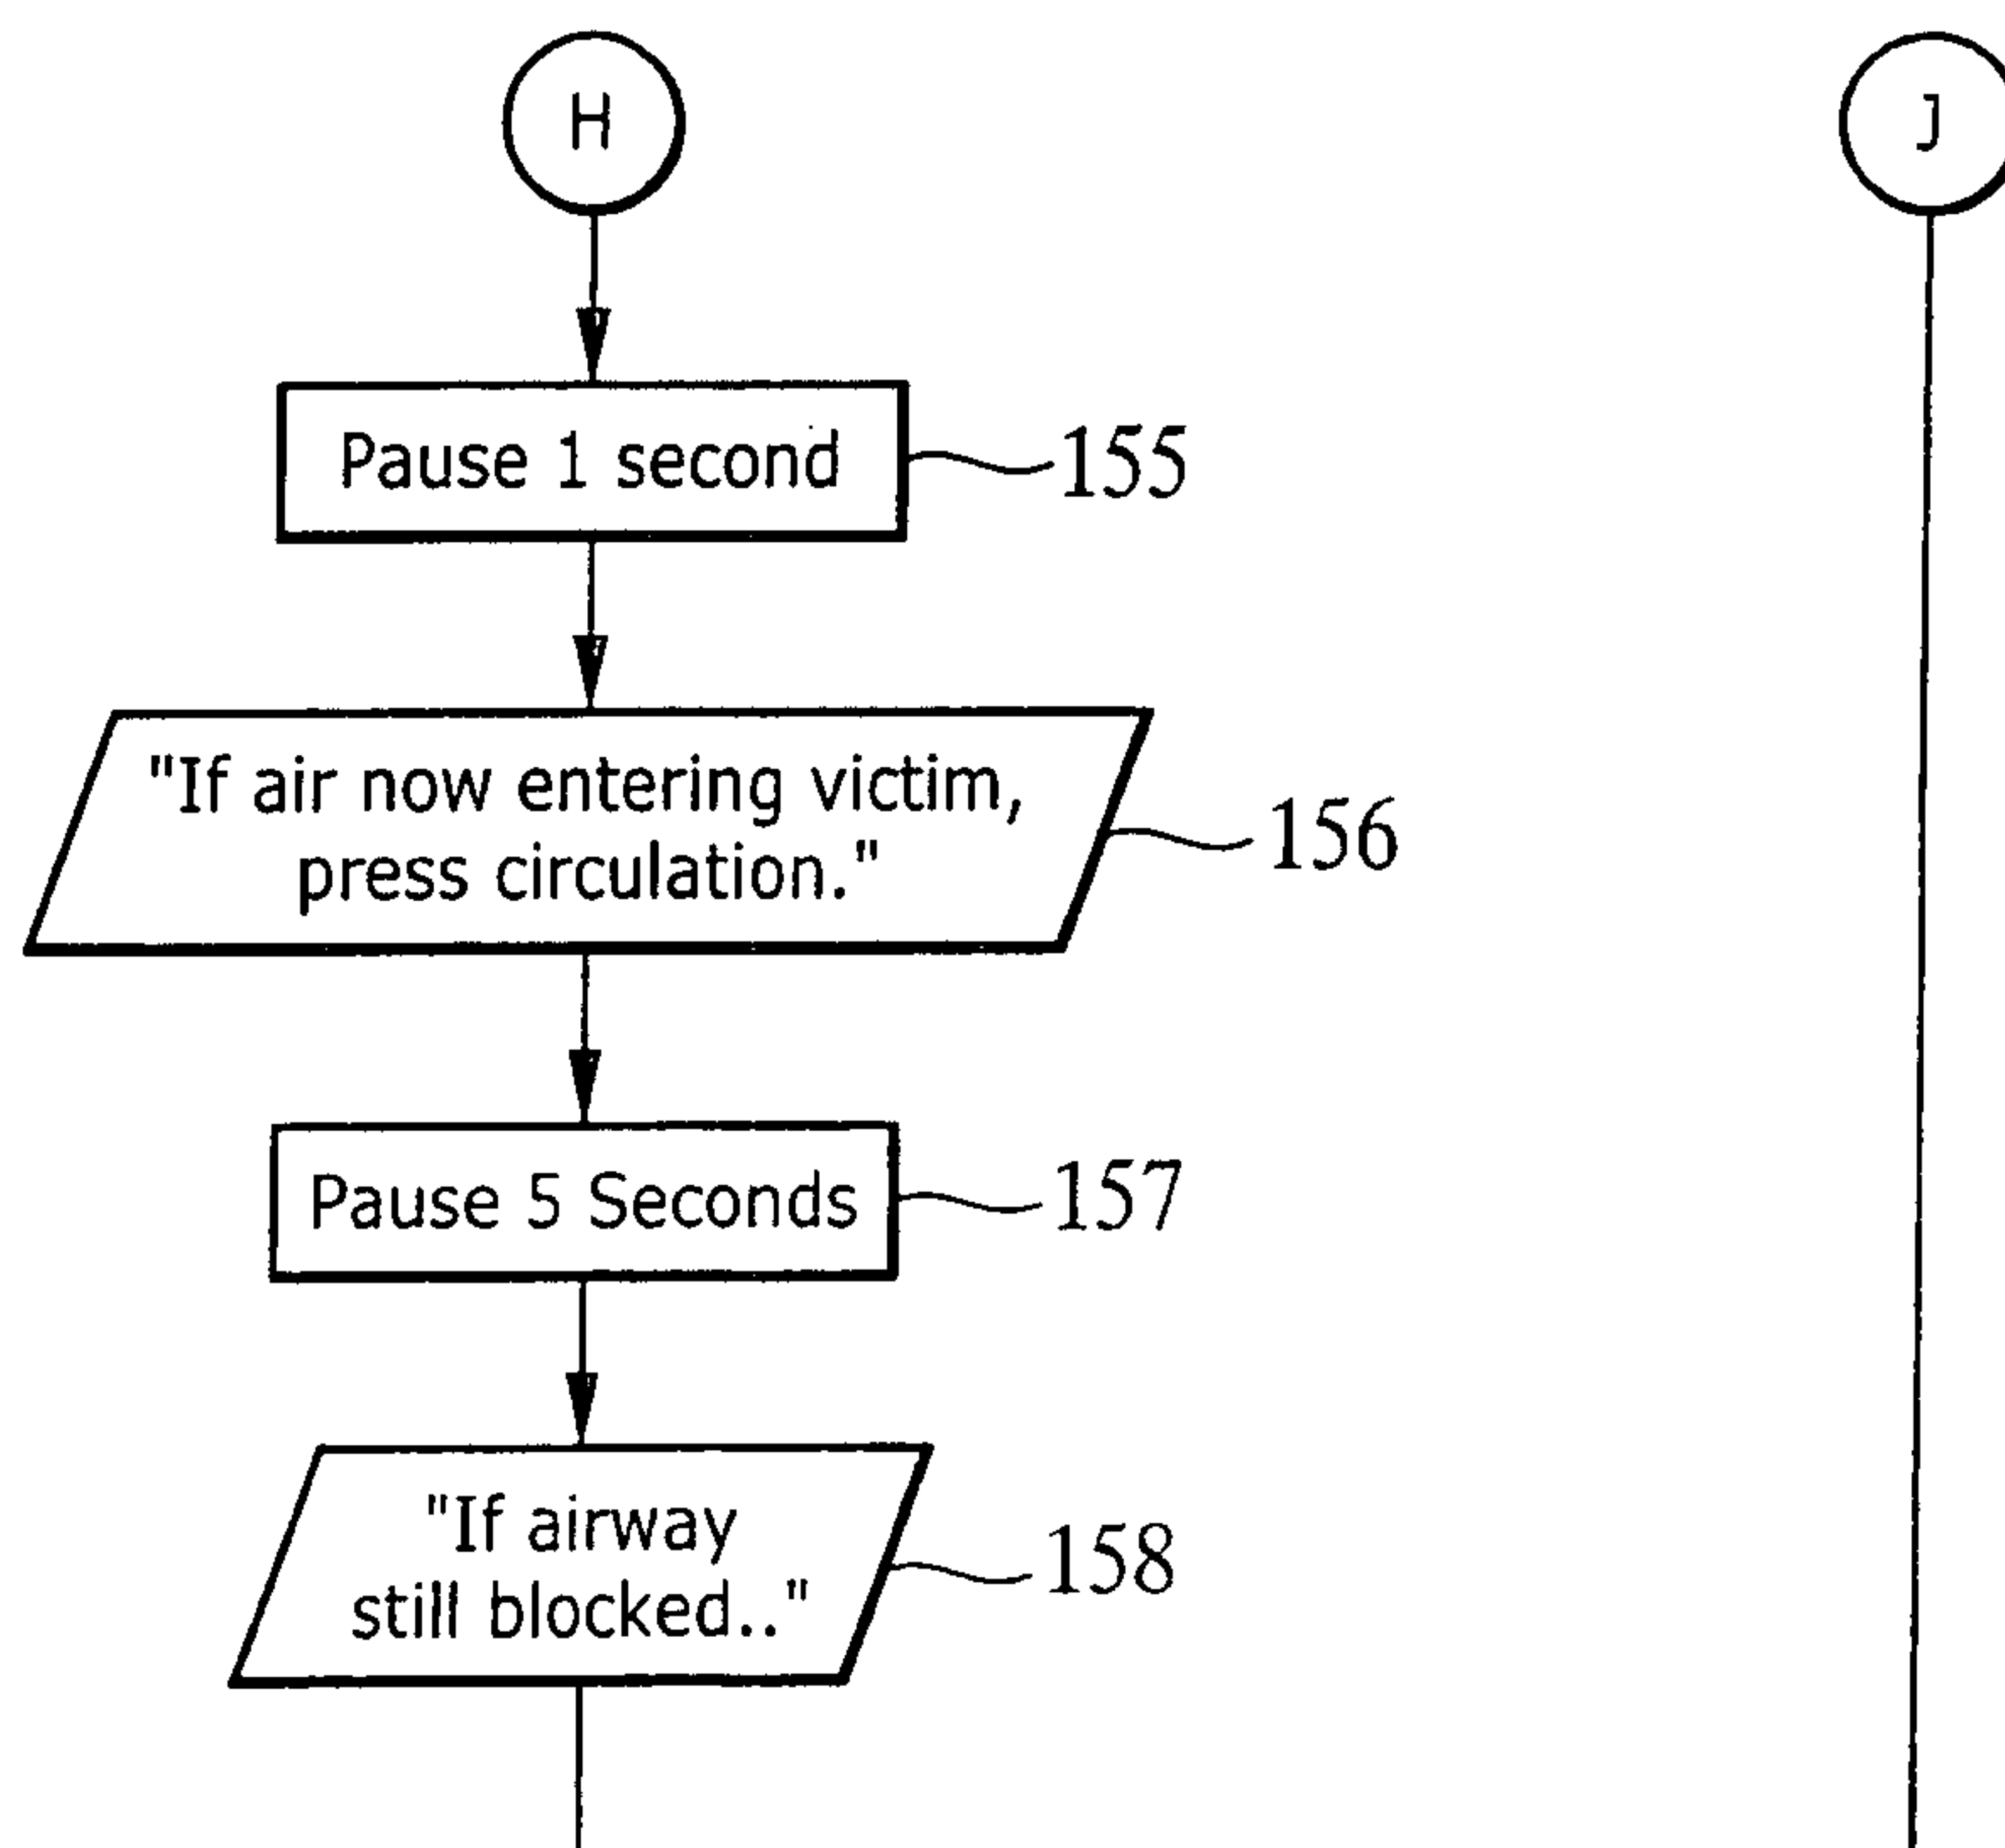 H
J
Pause 1 second
155
"If air now entering victim,
press circulation."
156
Pause 5 Seconds
157
"If airway
still blocked.."
158